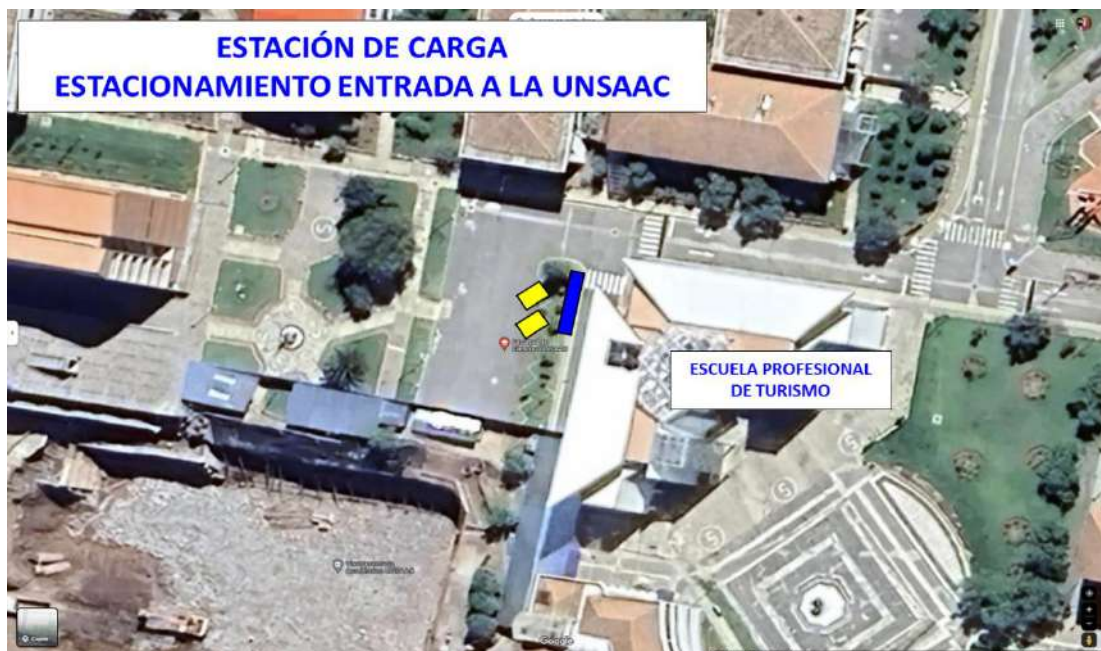 ESTACIÓN DE CARGA
ESTACIONAMIENTO ENTRADA A LA UNSAAC
ESCUELA PROFESIONAL
DE TURISMO
Google